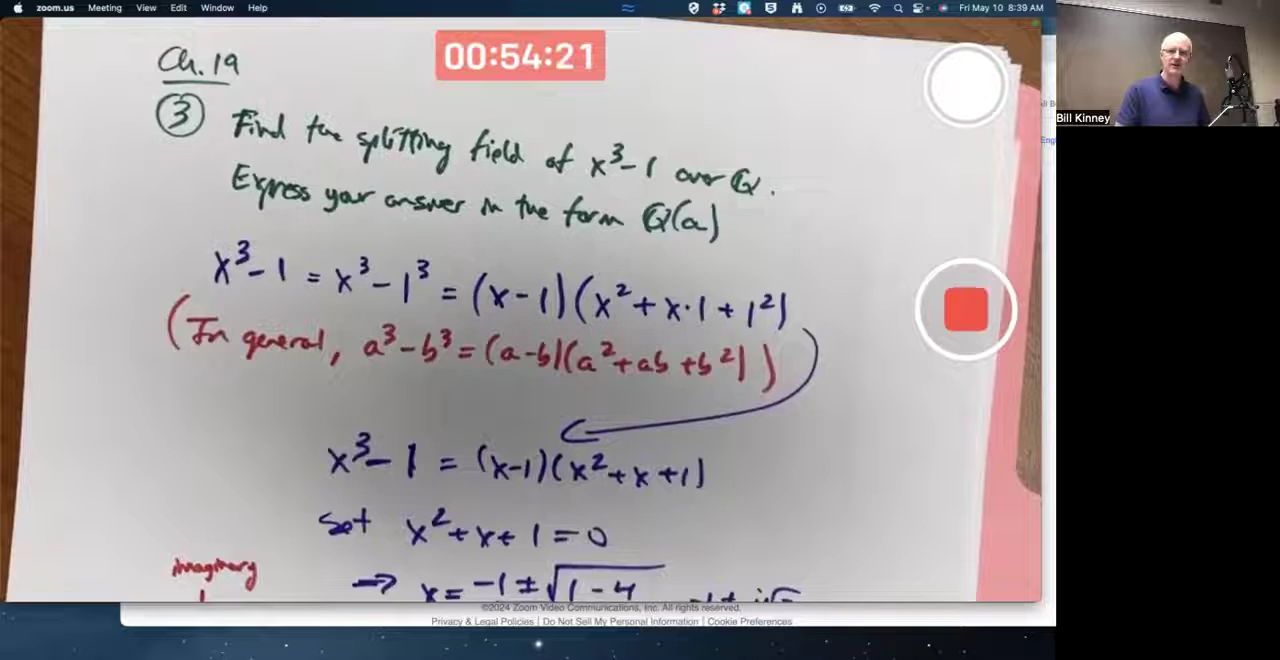 zoom.us Meeting View Edit Window Help
Fri May 10 8:39 AM
00:54:21
Ch. 19
③ Find the splitting field of x³-1 over ℚ.
Express your answer in the form ℚ(a)
x³-1 = x³-1³ = (x-1)(x²+x·1+1²)
(In general, a³-b³=(a-b)(a²+ab+b²))
x³-1 = (x-1)(x²+x+1)
Set x²+x+1=0
imaginary
→ x = -1±√1-4
Bill Kinney
©2024 Zoom Video Communications, Inc. All rights reserved.
Privacy & Legal Policies | Do Not Sell My Personal Information | Cookie Preferences